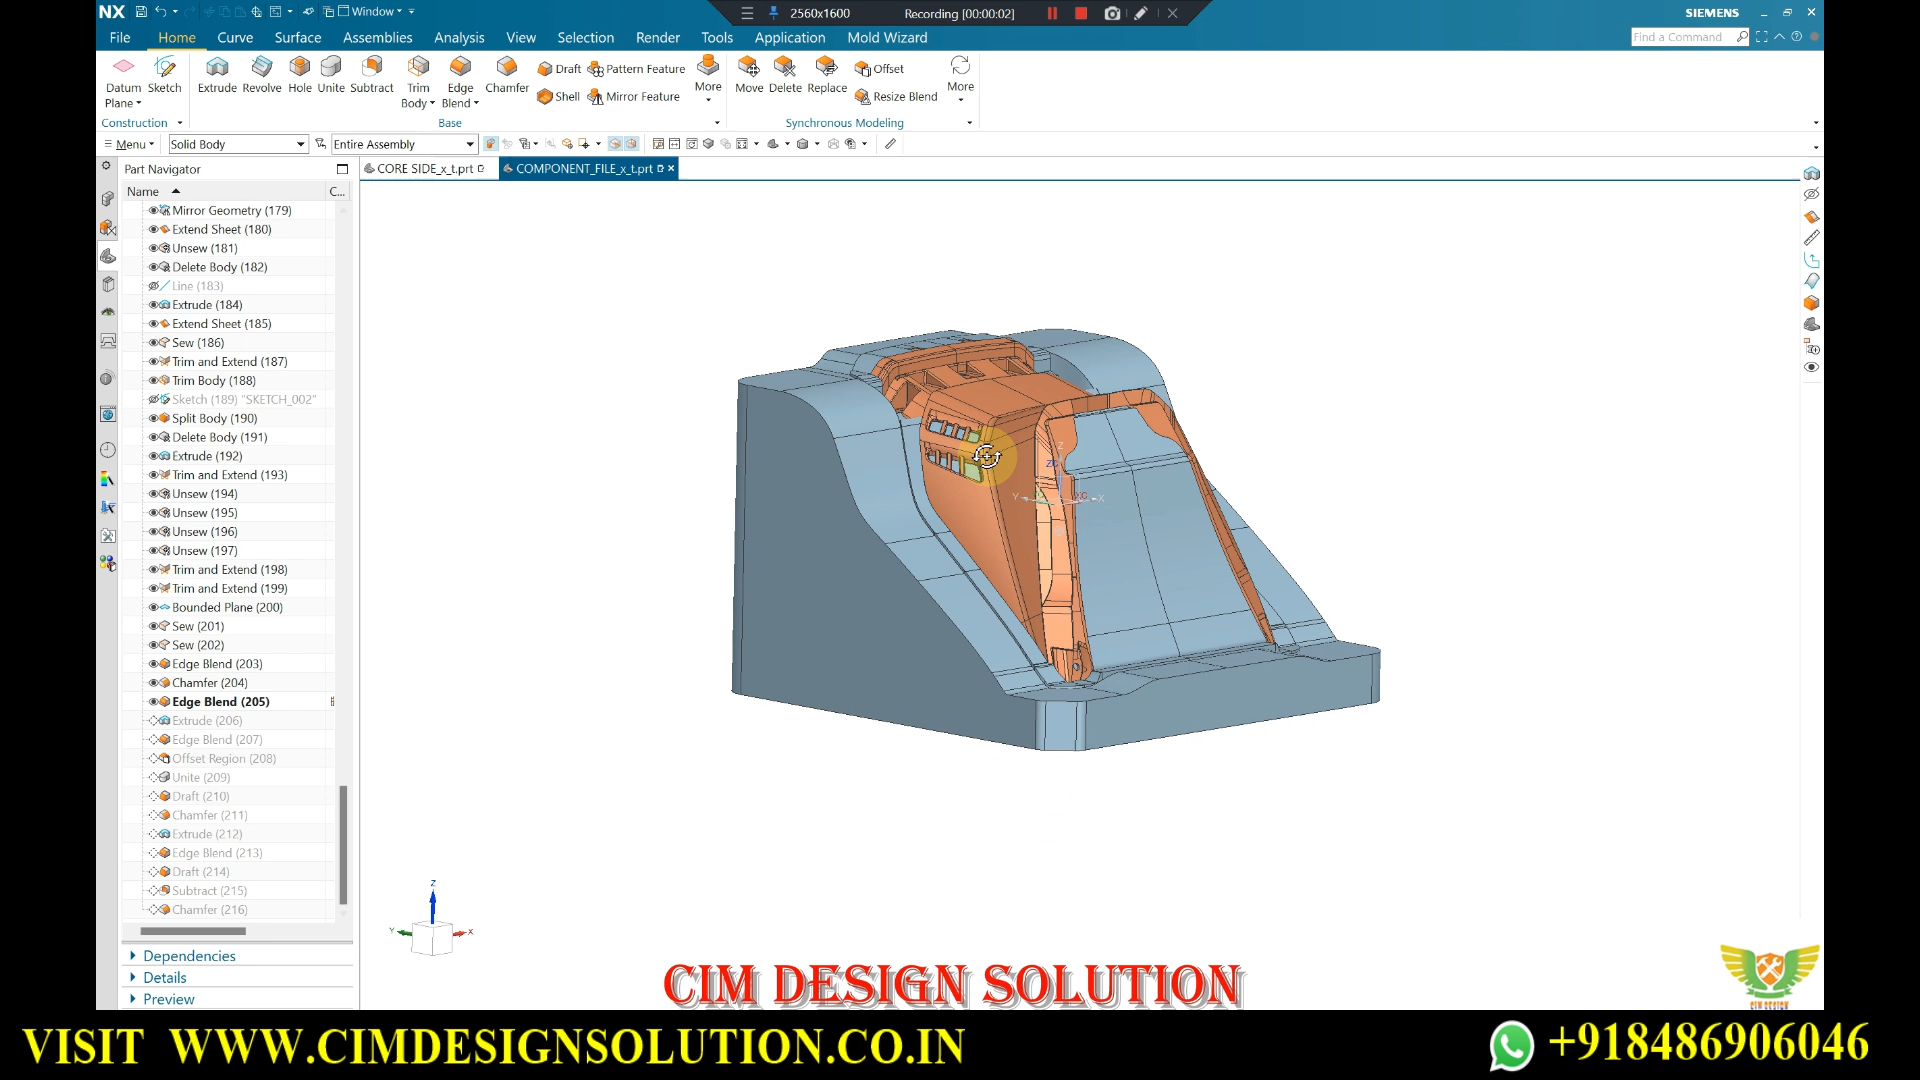 NX
Window
2560x1600
Recording [00:00:02]
SIEMENS
File Home Curve Surface Assemblies Analysis View Selection Render Tools Application Mold Wizard
Find a Command
Datum Plane
Sketch
Extrude
Revolve
Hole
Unite
Subtract
Trim Body
Edge Blend
Chamfer
Draft
Shell
Pattern Feature
Mirror Feature
More
Move
Delete
Replace
Offset
Resize Blend
More
Construction
Base
Synchronous Modeling
Menu
Solid Body
Entire Assembly
Part Navigator
CORE SIDE_x_t.prt
COMPONENT_FILE_x_t.prt
Name
C...
Mirror Geometry (179)
Extend Sheet (180)
Unsew (181)
Delete Body (182)
Line (183)
Extrude (184)
Extend Sheet (185)
Sew (186)
Trim and Extend (187)
Trim Body (188)
Sketch (189) "SKETCH_002"
Split Body (190)
Delete Body (191)
Extrude (192)
Trim and Extend (193)
Unsew (194)
Unsew (195)
Unsew (196)
Unsew (197)
Trim and Extend (198)
Trim and Extend (199)
Bounded Plane (200)
Sew (201)
Sew (202)
Edge Blend (203)
Chamfer (204)
Edge Blend (205)
Extrude (206)
Edge Blend (207)
Offset Region (208)
Unite (209)
Draft (210)
Chamfer (211)
Extrude (212)
Edge Blend (213)
Draft (214)
Subtract (215)
Chamfer (216)
Dependencies
Details
Preview
Z
Y
X
CIM DESIGN SOLUTION
VISIT WWW.CIMDESIGNSOLUTION.CO.IN
+918486906046